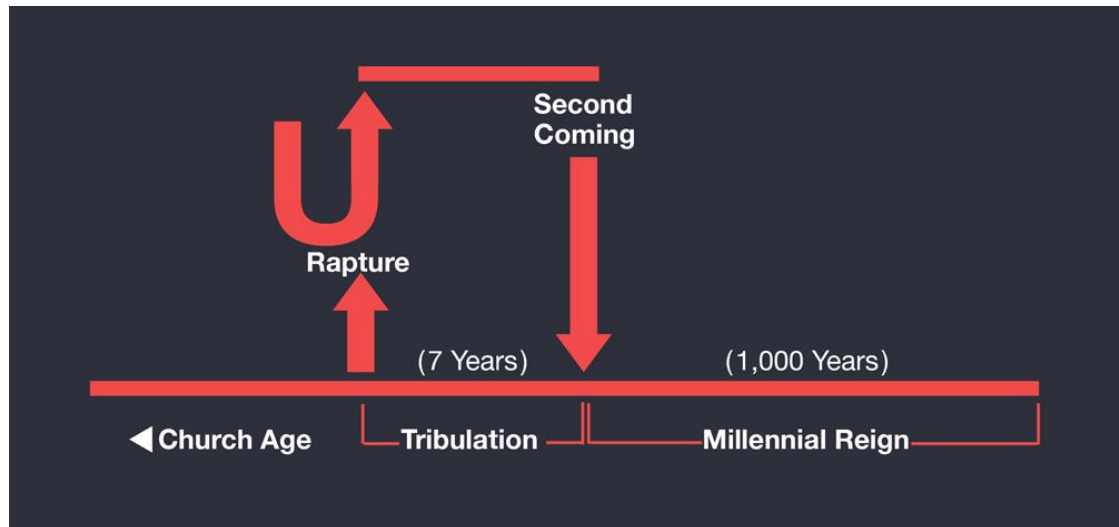 Second
Coming
Rapture
(7 Years)
(1,000 Years)
Church Age
Tribulation
Millennial Reign